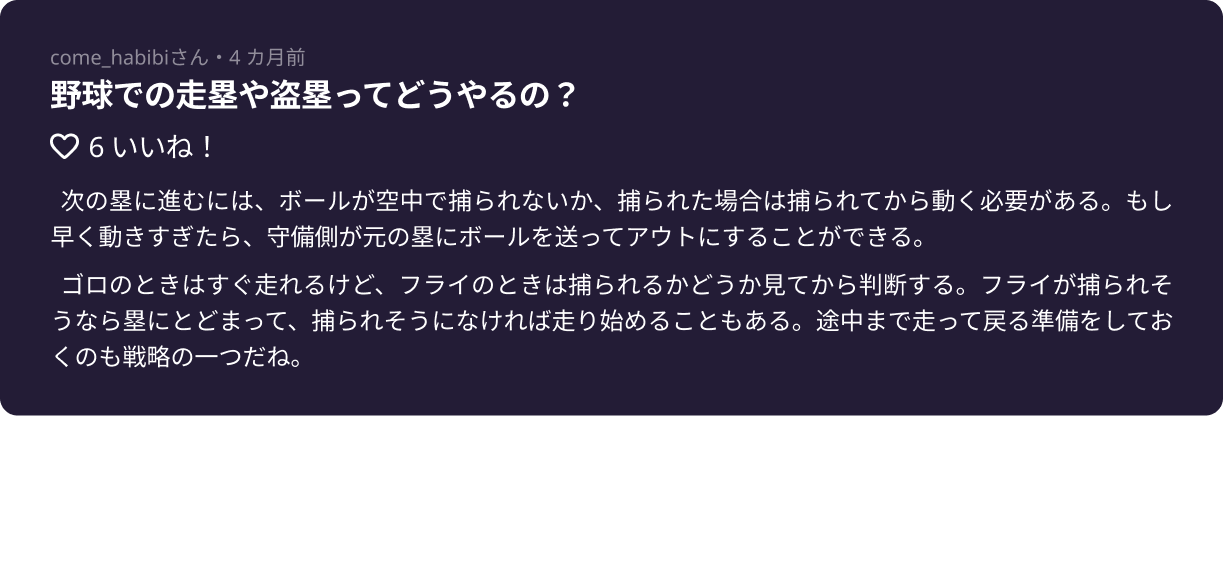 come_habibiさん・4 カ月前
野球での走塁や盗塁ってどうやるの？
6 いいね！
次の塁に進むには、ボールが空中で捕られないか、捕られた場合は捕られてから動く必要がある。もし
早く動きすぎたら、守備側が元の塁にボールを送ってアウトにすることができる。
ゴロのときはすぐ走れるけど、フライのときは捕られるかどうか見てから判断する。フライが捕られそ
うなら塁にとどまって、捕られそうになければ走り始めることもある。途中まで走って戻る準備をしてお
くのも戦略の一つだね。